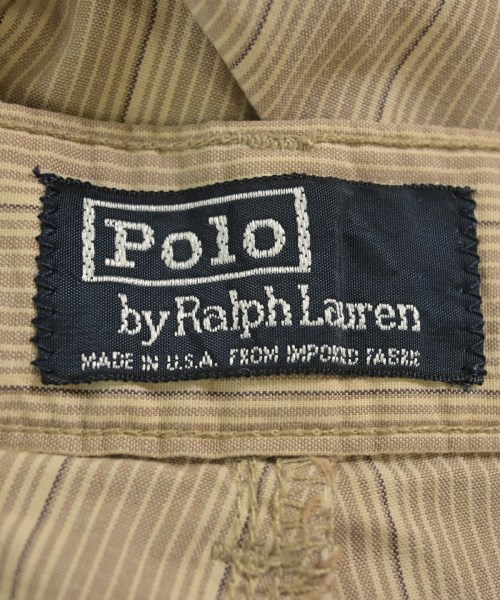 Polo
by Ralph Lauren
MADE IN U.S.A. FROM IMPORTED FABRIC